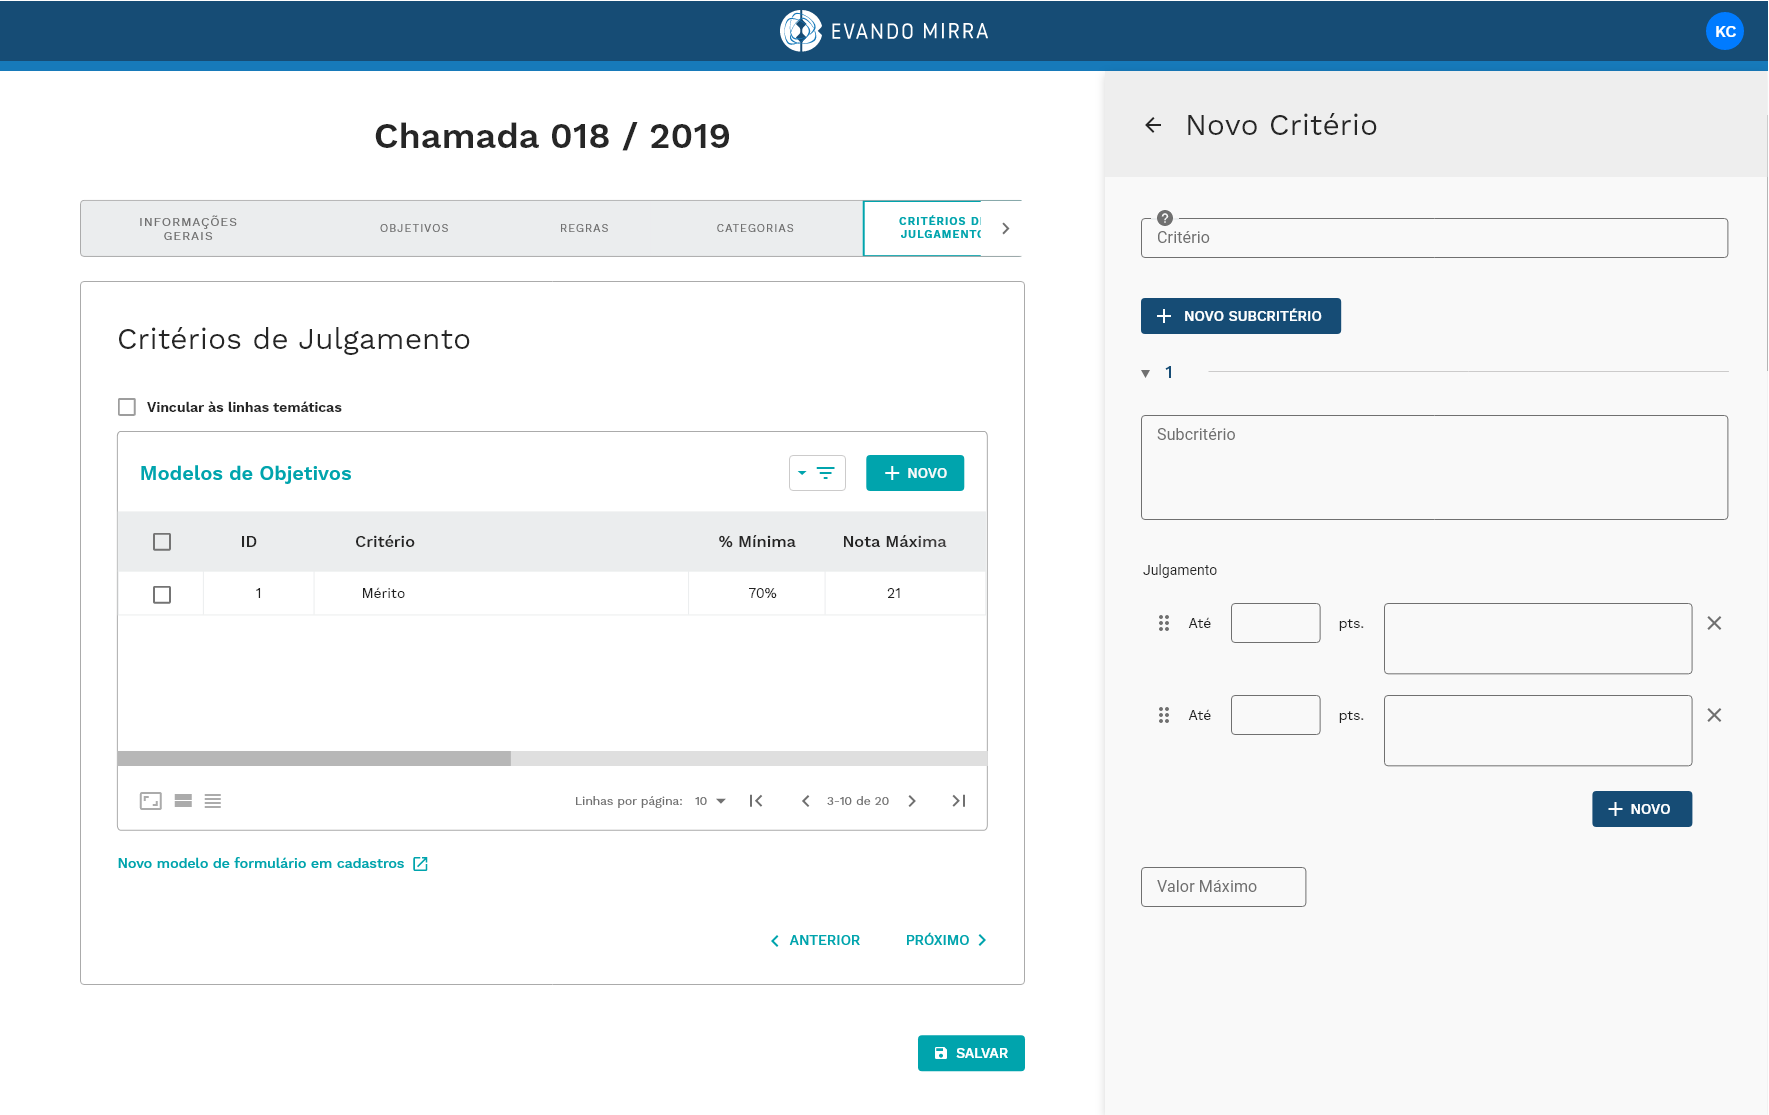 EVANDO MIRRA
KC
Chamada 018 / 2019
INFORMAÇÕES
GERAIS
OBJETIVOS
REGRAS
CATEGORIAS
CRITÉRIOS D
JULGAMENTO
Critérios de Julgamento
Vincular às linhas temáticas
Modelos de Objetivos
NOVO
ID Critério % Mínima Nota Máxima
1 Mérito 70% 21
Linhas por página: 10 3-10 de 20
Novo modelo de formulário em cadastros
ANTERIOR PRÓXIMO
SALVAR
Novo Critério
?
Critério
NOVO SUBCRITÉRIO
1
Subcritério
Julgamento
Até pts.
Até pts.
NOVO
Valor Máximo